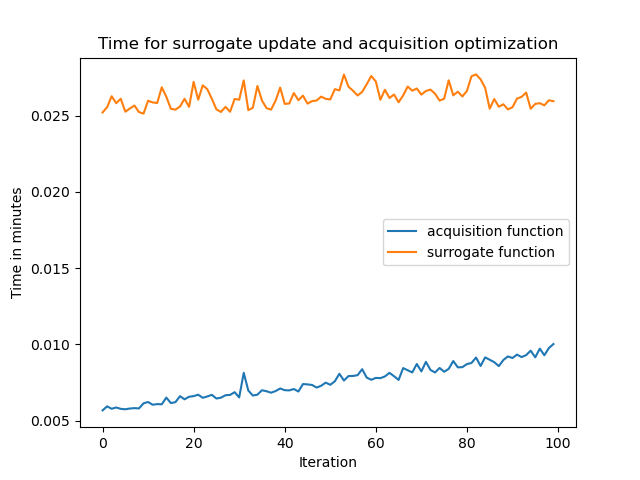 Time for surrogate update and acquisition optimization
0.025
0.020
0.015
0.010
0.005
Time in minutes
acquisition function
surrogate function
0 20 40 60 80 100
Iteration